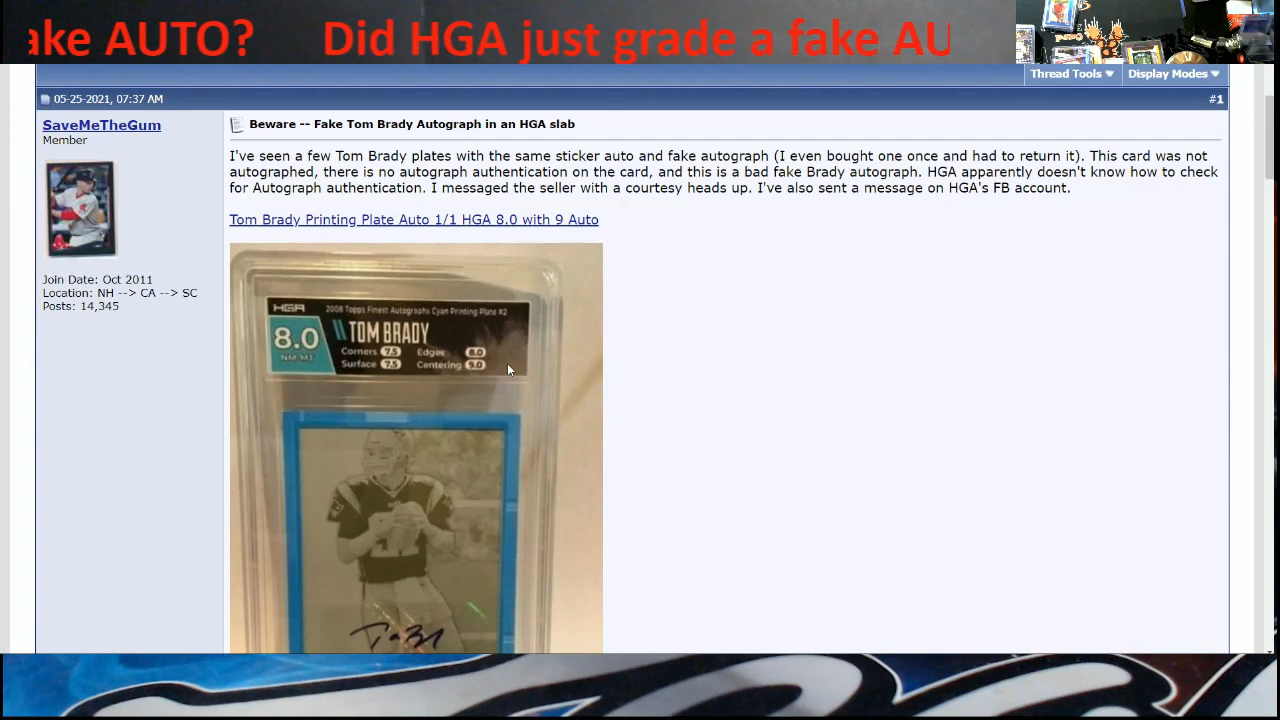 ake AUTO? Did HGA just grade a fake AU
Thread Tools Display Modes
05-25-2021, 07:37 AM #1
SaveMeTheGum
Member
Join Date: Oct 2011
Location: NH --> CA --> SC
Posts: 14,345
Beware -- Fake Tom Brady Autograph in an HGA slab
I've seen a few Tom Brady plates with the same sticker auto and fake autograph (I even bought one once and had to return it). This card was not
autographed, there is no autograph authentication on the card, and this is a bad fake Brady autograph. HGA apparently doesn't know how to check
for Autograph authentication. I messaged the seller with a courtesy heads up. I've also sent a message on HGA's FB account.
Tom Brady Printing Plate Auto 1/1 HGA 8.0 with 9 Auto
HGA 2008 Topps Finest Autographs Cyan Printing Plate #2
8.0 TOM BRADY
NM-MT Corners 7.5 Edges 8.0
Surface 7.5 Centering 9.0